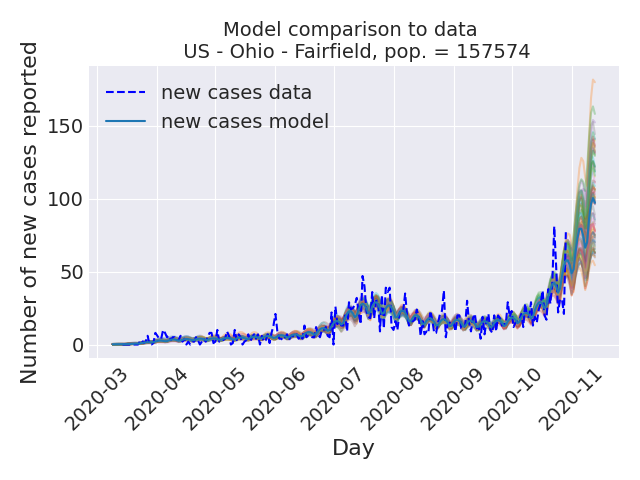 Model comparison to data
US - Ohio - Fairfield, pop. = 157574
Number of new cases reported
new cases data
new cases model
150
100
50
0
2020-03
2020-04
2020-05
2020-06
2020-07
2020-08
2020-09
2020-10
2020-11
Day